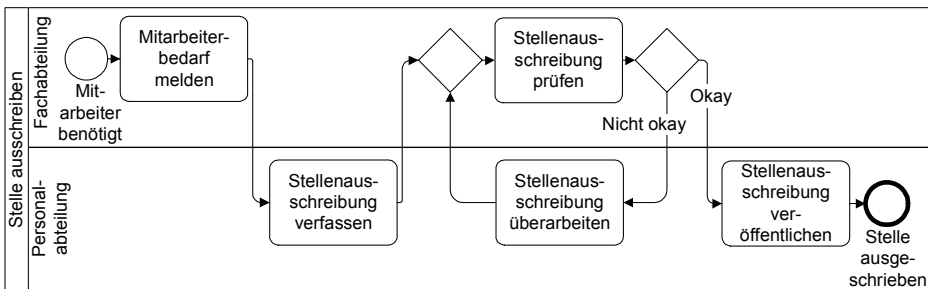 Stelle ausschreiben
Fachabteilung
Mit-
arbeiter
benötigt
Mitarbeiter-
bedarf
melden
Stellenaus-
schreibung
prüfen
Nicht okay
Okay
Personal-
abteilung
Stellenaus-
schreibung
verfassen
Stellenaus-
schreibung
überarbeiten
Stellenaus-
schreibung
ver-
öffentlichen
Stelle
ausge-
schrieben